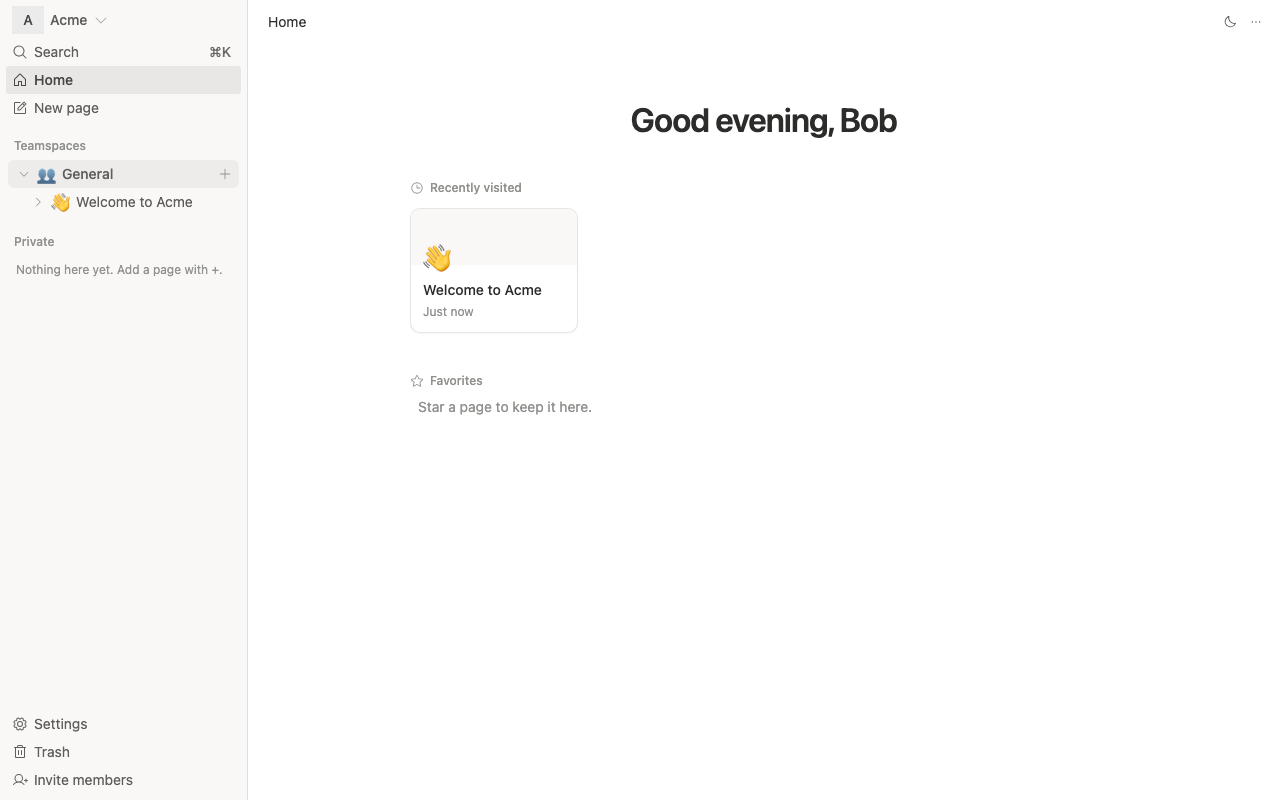 A Acme
Search ⌘K
Home
New page
Teamspaces
General
Welcome to Acme
Private
Nothing here yet. Add a page with +.
Settings
Trash
Invite members
Home
Good evening, Bob
Recently visited
Welcome to Acme
Just now
Favorites
Star a page to keep it here.